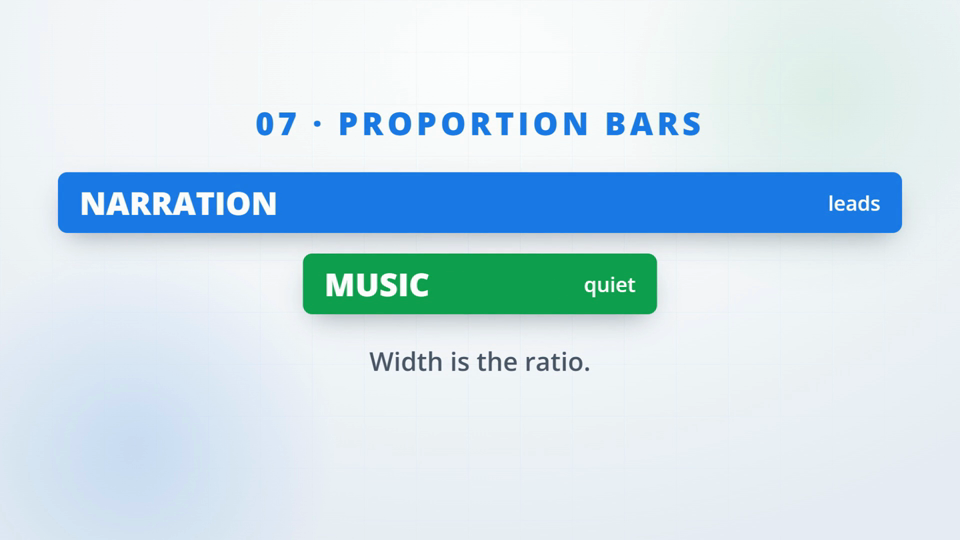 07 · PROPORTION BARS
NARRATION leads
MUSIC quiet
Width is the ratio.